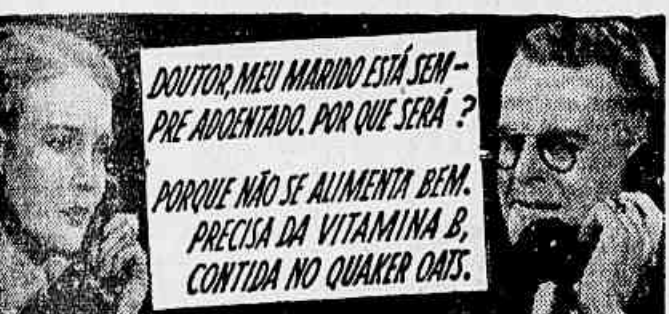 DOUTOR, MEU MARIDO ESTÁ SEM-
PRE ADOENTADO. POR QUE SERÁ ?
PORQUE NÃO SE ALIMENTA BEM.
PRECISA DA VITAMINA B,
CONTIDA NO QUAKER OATS.